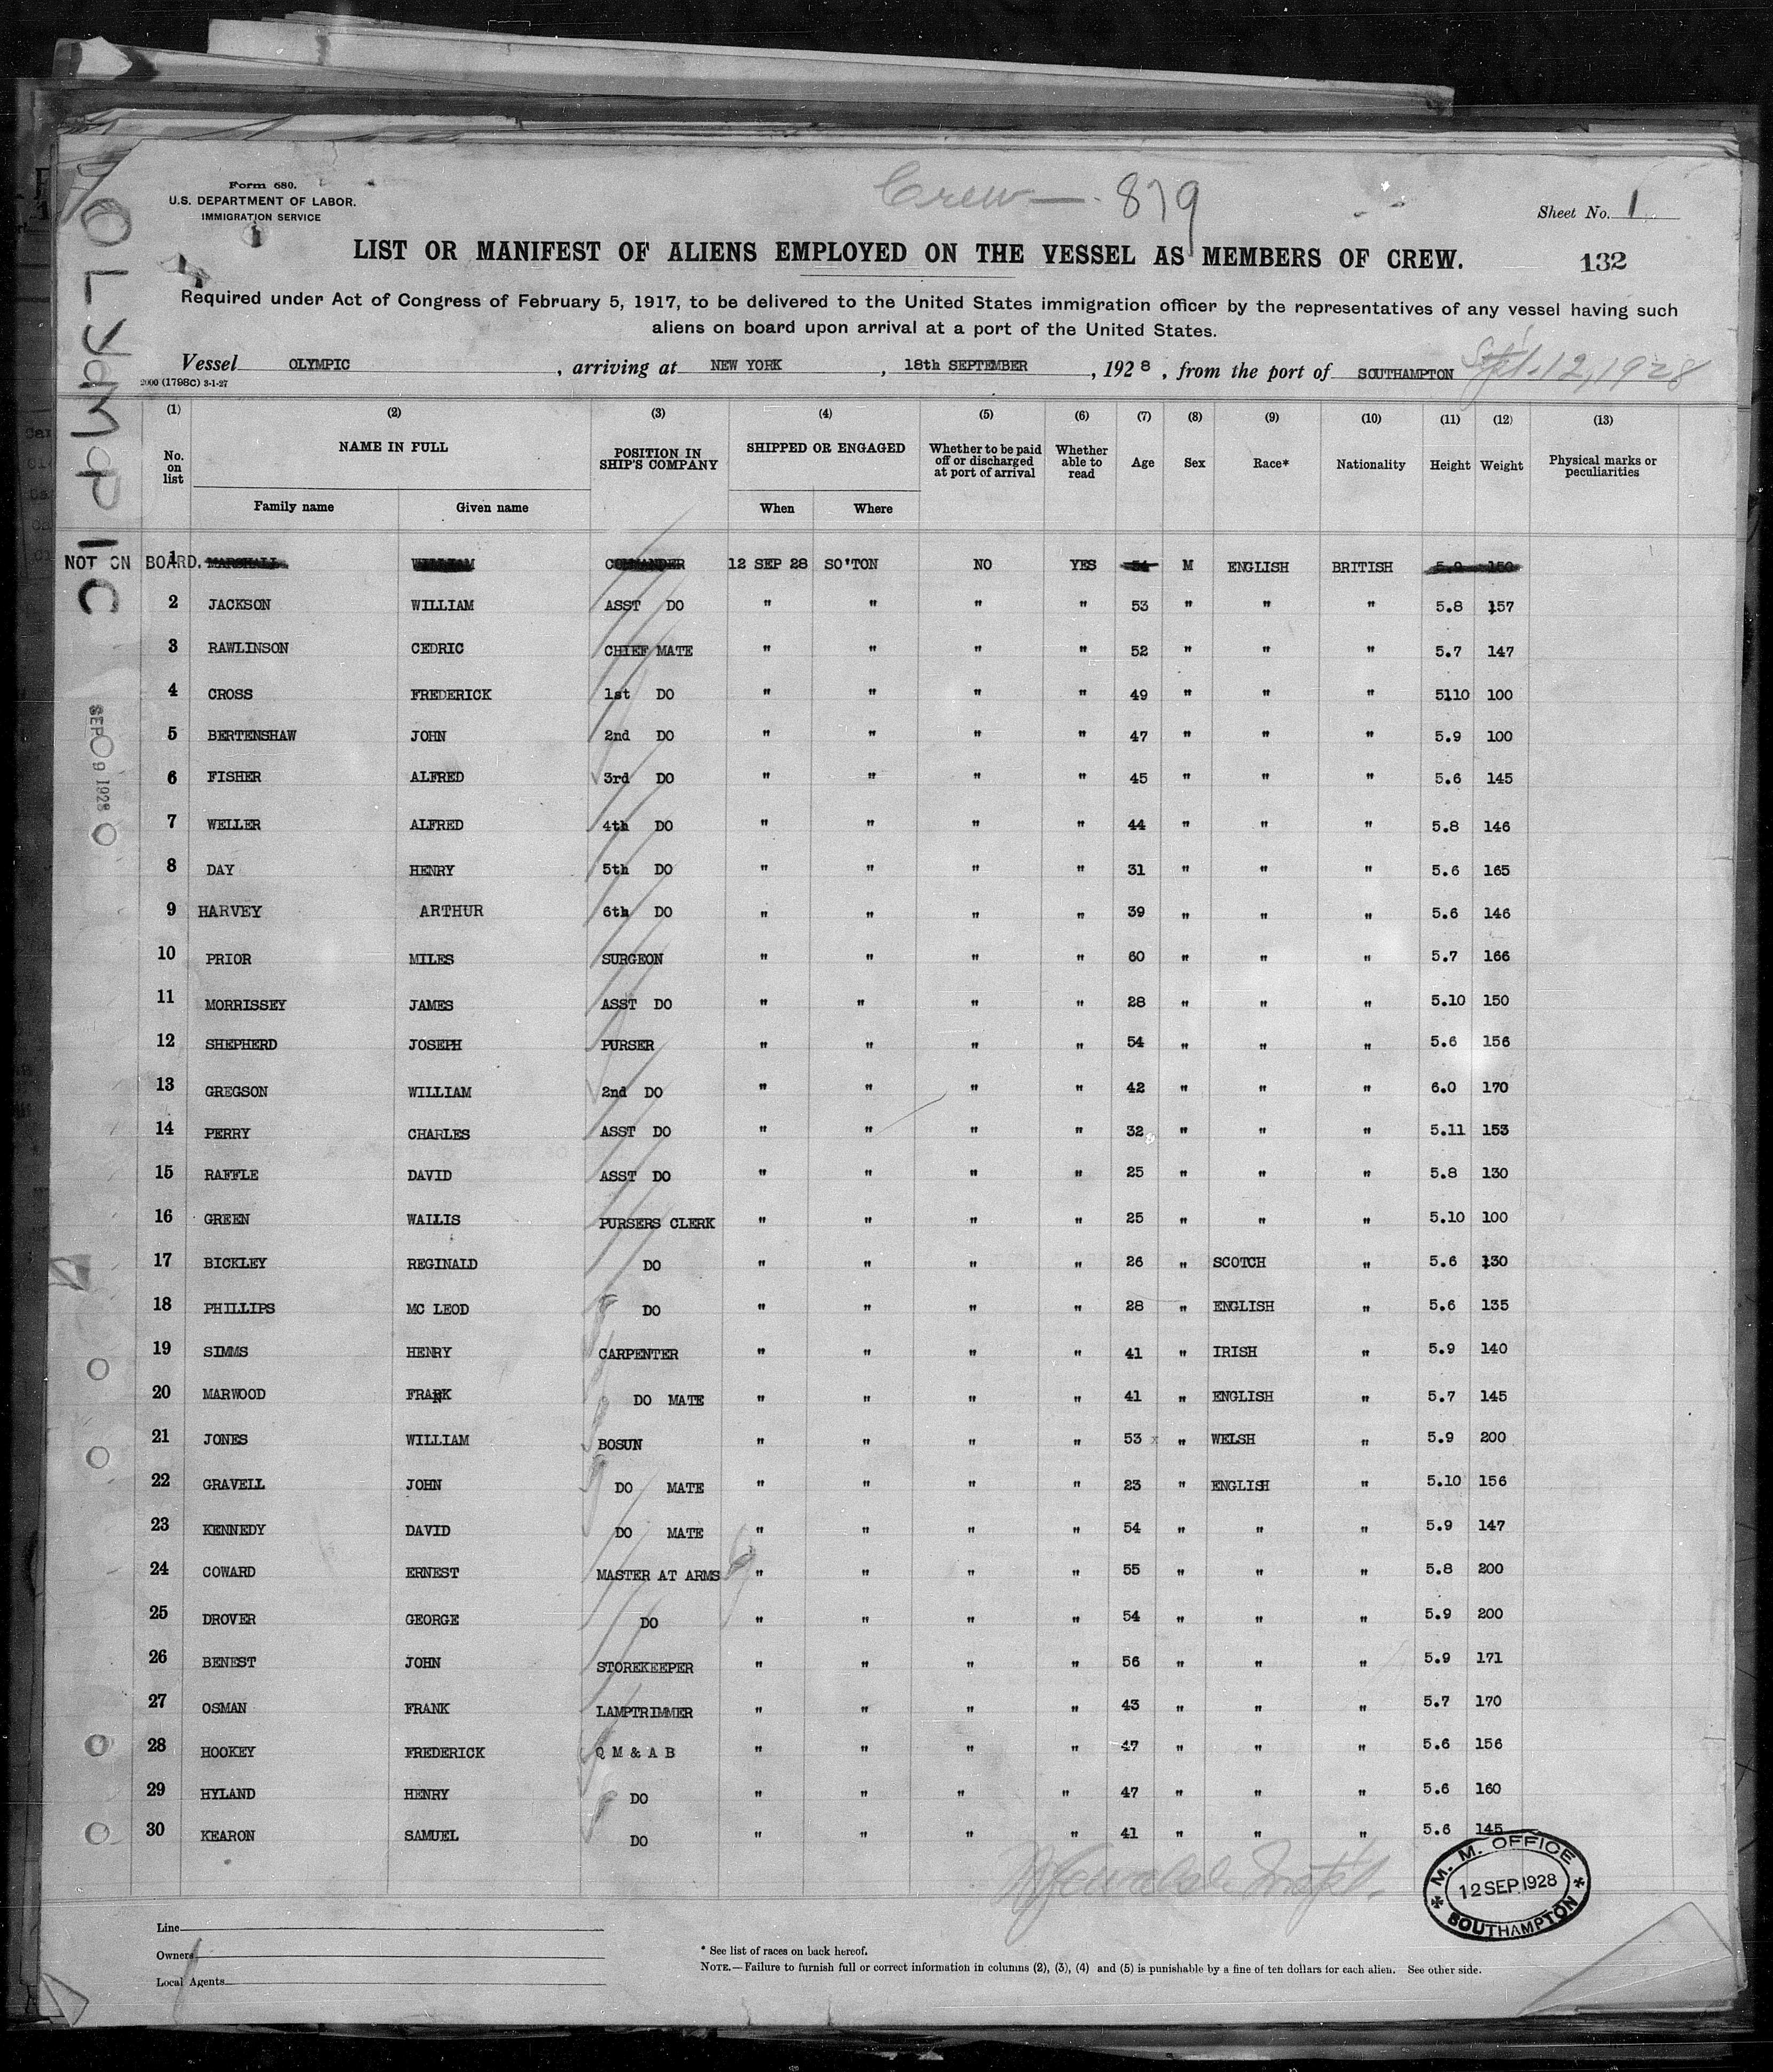 Crew — 879
Form 680.
U.S. DEPARTMENT OF LABOR.
IMMIGRATION SERVICE
Sheet No. 1
LIST OR MANIFEST OF ALIENS EMPLOYED ON THE VESSEL AS MEMBERS OF CREW.
132
Required under Act of Congress of February 5, 1917, to be delivered to the United States immigration officer by the representatives of any vessel having such
aliens on board upon arrival at a port of the United States.
Vessel OLYMPIC, arriving at NEW YORK, 18th SEPTEMBER, 1928, from the port of SOUTHAMPTON Sept. 12, 1928
2000 (1798C) 3-1-27
OLYMPIC
SEP 9 1928
(1) (2) (3) (4) (5) (6) (7) (8) (9) (10) (11) (12) (13)
No. on list NAME IN FULL POSITION IN SHIP'S COMPANY SHIPPED OR ENGAGED Whether to be paid off or discharged at port of arrival Whether able to read Age Sex Race* Nationality Height Weight Physical marks or peculiarities
Family name Given name When Where
NOT ON BOARD. 1 MARSHALL WILLIAM COMMANDER 12 SEP 28 SO'TON NO YES 54 M ENGLISH BRITISH 5.9 150
2 JACKSON WILLIAM ASST DO " " " " 53 " " " 5.8 157
3 RAWLINSON CEDRIC CHIEF MATE " " " " 52 " " " 5.7 147
4 CROSS FREDERICK 1st DO " " " " 49 " " " 5110 100
5 BERTENSHAW JOHN 2nd DO " " " " 47 " " " 5.9 100
6 FISHER ALFRED 3rd DO " " " " 45 " " " 5.6 145
7 WELLER ALFRED 4th DO " " " " 44 " " " 5.8 146
8 DAY HENRY 5th DO " " " " 31 " " " 5.6 165
9 HARVEY ARTHUR 6th DO " " " " 39 " " " 5.6 146
10 PRIOR MILES SURGEON " " " " 60 " " " 5.7 166
11 MORRISSEY JAMES ASST DO " " " " 28 " " " 5.10 150
12 SHEPHERD JOSEPH PURSER " " " " 54 " " " 5.6 156
13 GREGSON WILLIAM 2nd DO " " " " 42 " " " 6.0 170
14 PERRY CHARLES ASST DO " " " " 32 " " " 5.11 153
15 RAFFLE DAVID ASST DO " " " " 25 " " " 5.8 130
16 GREEN WALLIS PURSERS CLERK " " " " 25 " " " 5.10 100
17 BICKLEY REGINALD DO " " " " 26 " SCOTCH " 5.6 130
18 PHILLIPS MC LEOD DO " " " " 28 " ENGLISH " 5.6 135
19 SIMMS HENRY CARPENTER " " " " 41 " IRISH " 5.9 140
20 MARWOOD FRANK DO MATE " " " " 41 " ENGLISH " 5.7 145
21 JONES WILLIAM BOSUN " " " " 53 x " WELSH " 5.9 200
22 GRAVELL JOHN DO MATE " " " " 23 " ENGLISH " 5.10 156
23 KENNEDY DAVID DO MATE " " " " 54 " " " 5.9 147
24 COWARD ERNEST MASTER AT ARMS " " " " 55 " " " 5.8 200
25 DROVER GEORGE DO " " " " 54 " " " 5.9 200
26 BENEST JOHN STOREKEEPER " " " " 56 " " " 5.9 171
27 OSMAN FRANK LAMPTRIMMER " " " " 43 " " " 5.7 170
28 HOOKEY FREDERICK Q M & A B " " " " 47 " " " 5.6 156
29 HYLAND HENRY DO " " " " 47 " " " 5.6 160
30 KEARON SAMUEL DO " " " " 41 " " " 5.6 145
M. M. OFFICE
12 SEP 1928
SOUTHAMPTON
Line
Owners
Local Agents
* See list of races on back hereof.
NOTE.—Failure to furnish full or correct information in columns (2), (3), (4) and (5) is punishable by a fine of ten dollars for each alien. See other side.